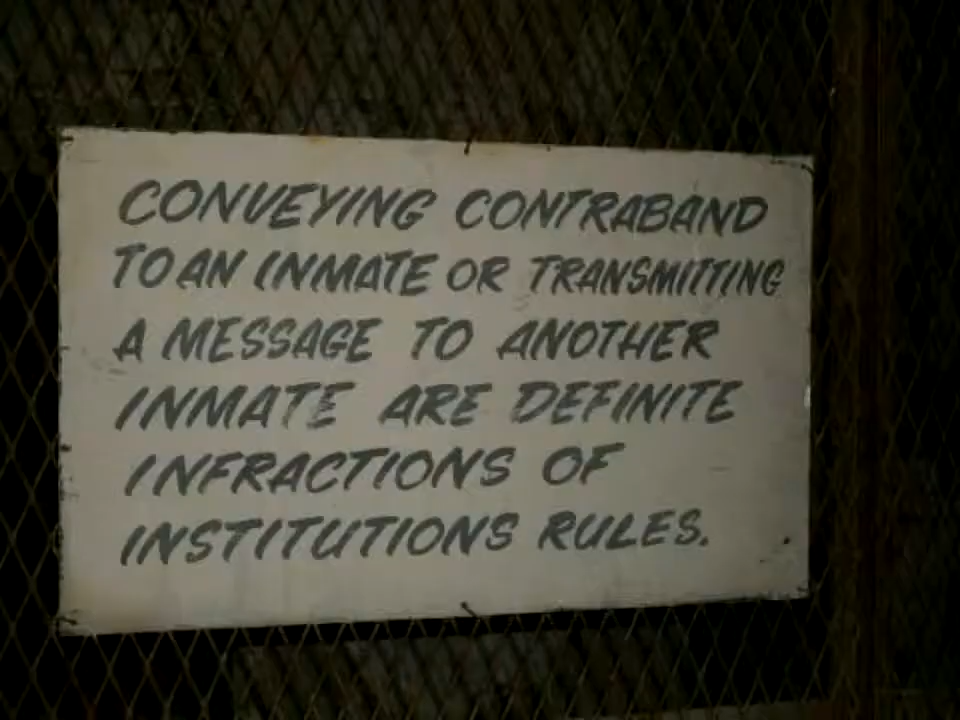 CONVEYING CONTRABAND
TO AN INMATE OR TRANSMITTING
A MESSAGE TO ANOTHER
INMATE ARE DEFINITE
INFRACTIONS OF
INSTITUTIONS RULES.